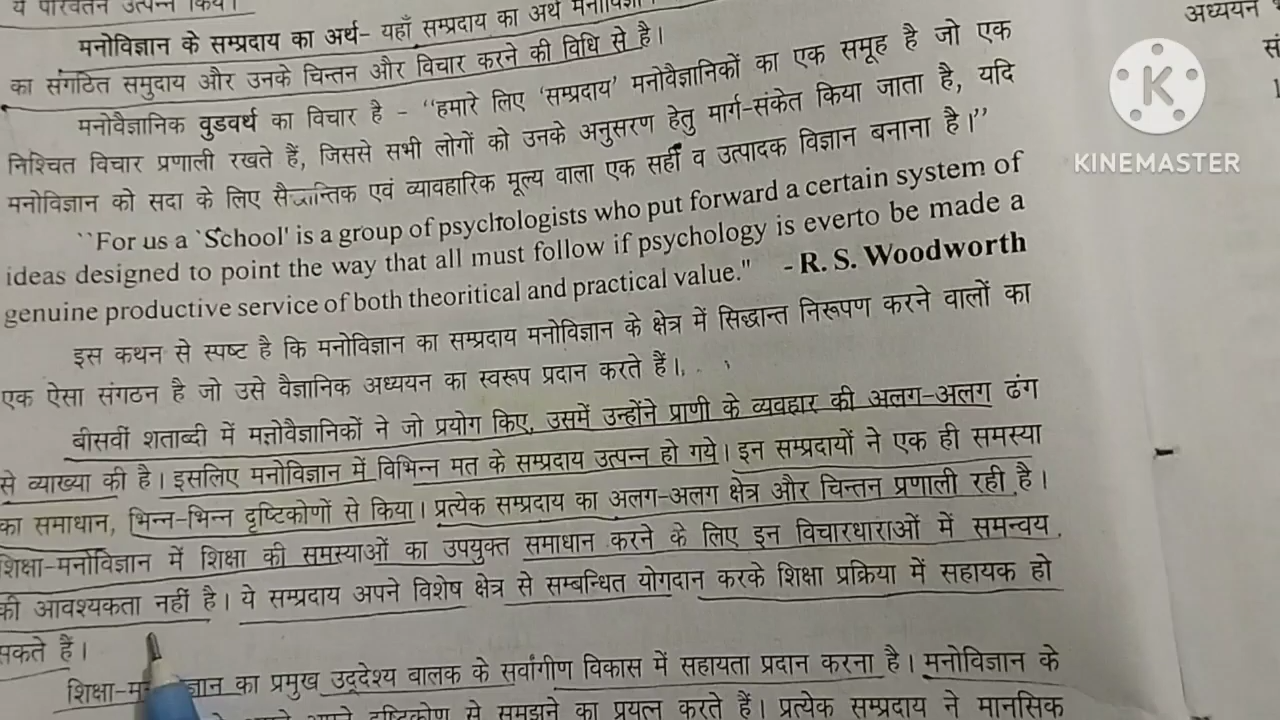 ये परिवर्तन उत्पन्न किये।
मनोविज्ञान के सम्प्रदाय का अर्थ- यहाँ सम्प्रदाय का अर्थ
का संगठित समुदाय और उनके चिन्तन और विचार करने की विधि से है।
मनोवैज्ञानिक वुडवर्थ का विचार है - ‘‘हमारे लिए ‘सम्प्रदाय’ मनोवैज्ञानिकों का एक समूह है जो एक
निश्चित विचार प्रणाली रखते हैं, जिससे सभी लोगों को उनके अनुसरण हेतु मार्ग-संकेत किया जाता है, यदि
मनोविज्ञान को सदा के लिए सैद्धान्तिक एवं व्यावहारिक मूल्य वाला एक सही व उत्पादक विज्ञान बनाना है।’’
``For us a `School' is a group of psychologists who put forward a certain system of
ideas designed to point the way that all must follow if psychology is everto be made a
genuine productive service of both theoritical and practical value." - R. S. Woodworth
इस कथन से स्पष्ट है कि मनोविज्ञान का सम्प्रदाय मनोविज्ञान के क्षेत्र में सिद्धान्त निरूपण करने वालों का
एक ऐसा संगठन है जो उसे वैज्ञानिक अध्ययन का स्वरूप प्रदान करते हैं।
बीसवीं शताब्दी में मनोवैज्ञानिकों ने जो प्रयोग किए, उसमें उन्होंने प्राणी के व्यवहार की अलग-अलग ढंग
से व्याख्या की है। इसलिए मनोविज्ञान में विभिन्न मत के सम्प्रदाय उत्पन्न हो गये। इन सम्प्रदायों ने एक ही समस्या
का समाधान, भिन्न-भिन्न दृष्टिकोणों से किया। प्रत्येक सम्प्रदाय का अलग-अलग क्षेत्र और चिन्तन प्रणाली रही है।
शिक्षा-मनोविज्ञान में शिक्षा की समस्याओं का उपयुक्त समाधान करने के लिए इन विचारधाराओं में समन्वय
की आवश्यकता नहीं है। ये सम्प्रदाय अपने विशेष क्षेत्र से सम्बन्धित योगदान करके शिक्षा प्रक्रिया में सहायक हो
सकते हैं।
का प्रमुख उद्देश्य बालक के सर्वांगीण विकास में सहायता प्रदान करना है। मनोविज्ञान के
दृष्टिकोण से समझने का प्रयत्न करते हैं। प्रत्येक सम्प्रदाय ने मानसिक
अध्ययन
K
KINEMASTER